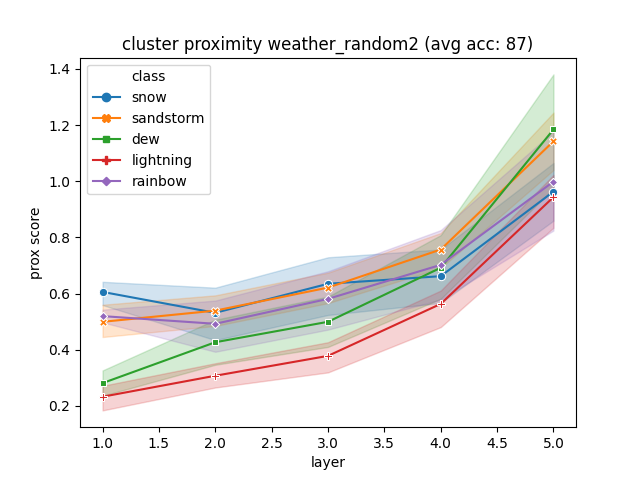 cluster proximity weather_random2 (avg acc: 87)
class
snow
sandstorm
dew
lightning
rainbow
prox score
1.4
1.2
1.0
0.8
0.6
0.4
0.2
1.0 1.5 2.0 2.5 3.0 3.5 4.0 4.5 5.0
layer